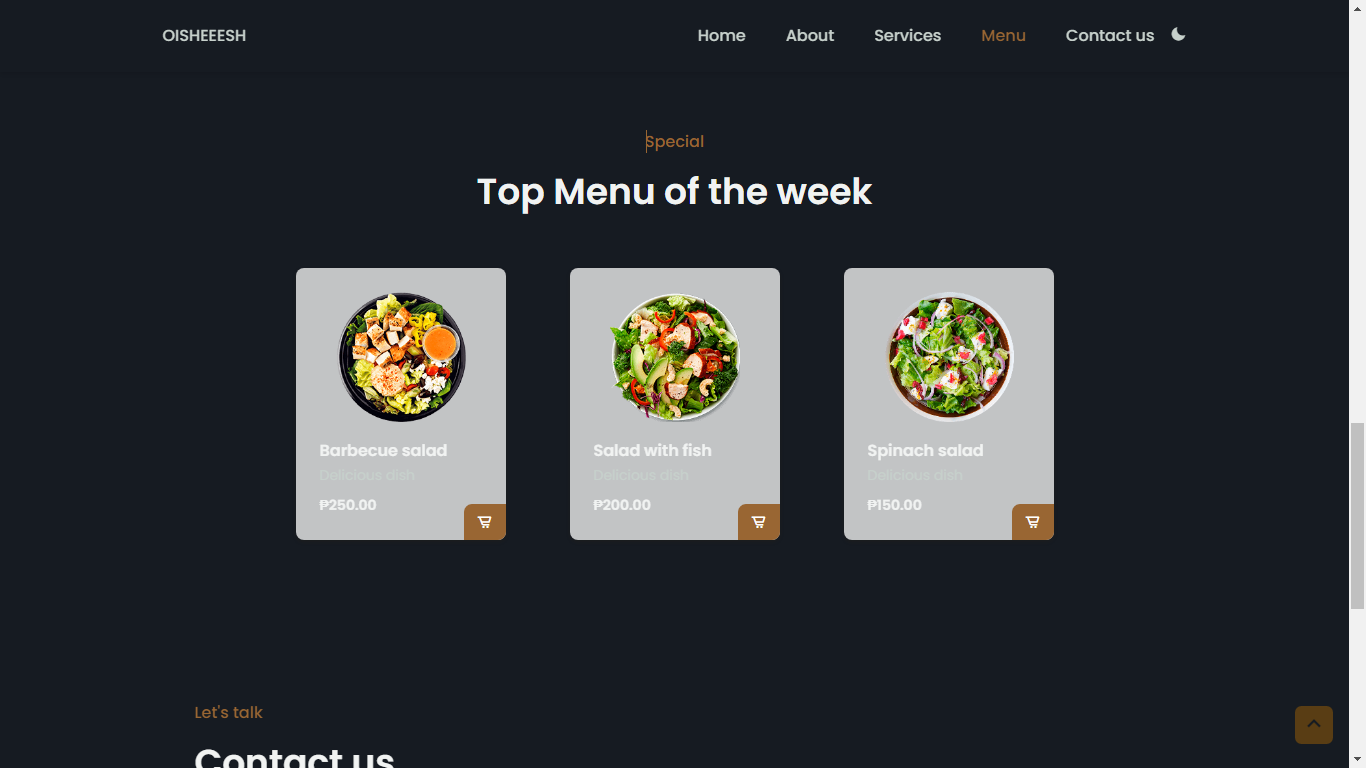 OISHEEESH
Home About Services Menu Contact us
Special
Top Menu of the week
Barbecue salad
Delicious dish
₱250.00
Salad with fish
Delicious dish
₱200.00
Spinach salad
Delicious dish
₱150.00
Let's talk
Contact us